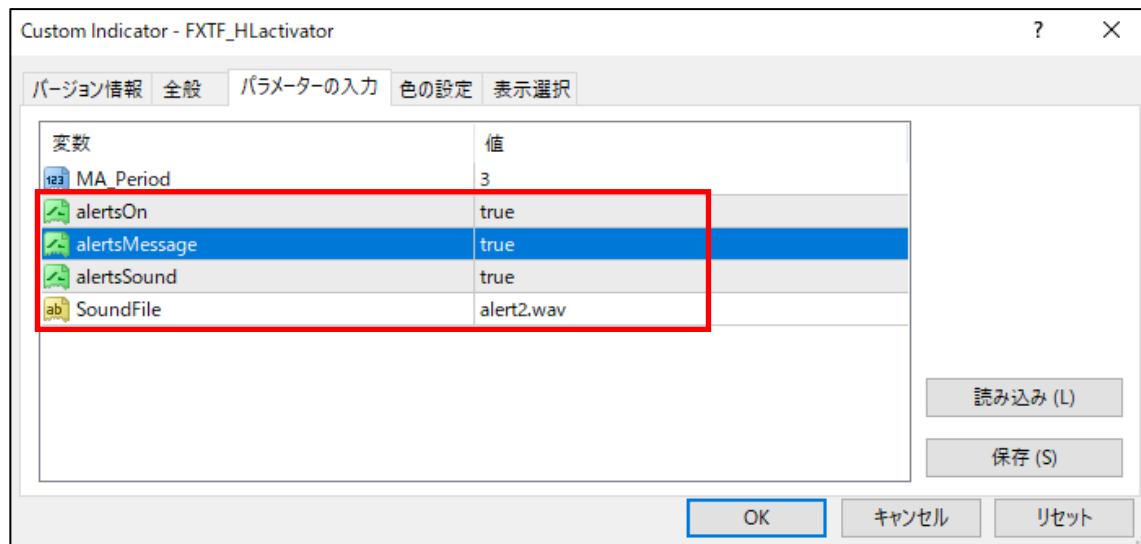 Custom Indicator - FXTF_HLactivator ? ×
バージョン情報 全般 パラメーターの入力 色の設定 表示選択
変数 値
123 MA_Period 3
alertsOn true
alertsMessage true
alertsSound true
ab SoundFile alert2.wav
読み込み (L)
保存 (S)
OK キャンセル リセット